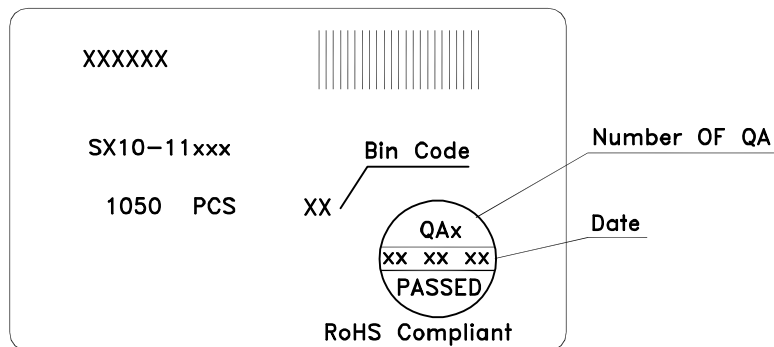 XXXXXX
SX10-11xxx
Bin Code
Number OF QA
1050 PCS
XX
QAx
Date
XX XX XX
PASSED
RoHS Compliant